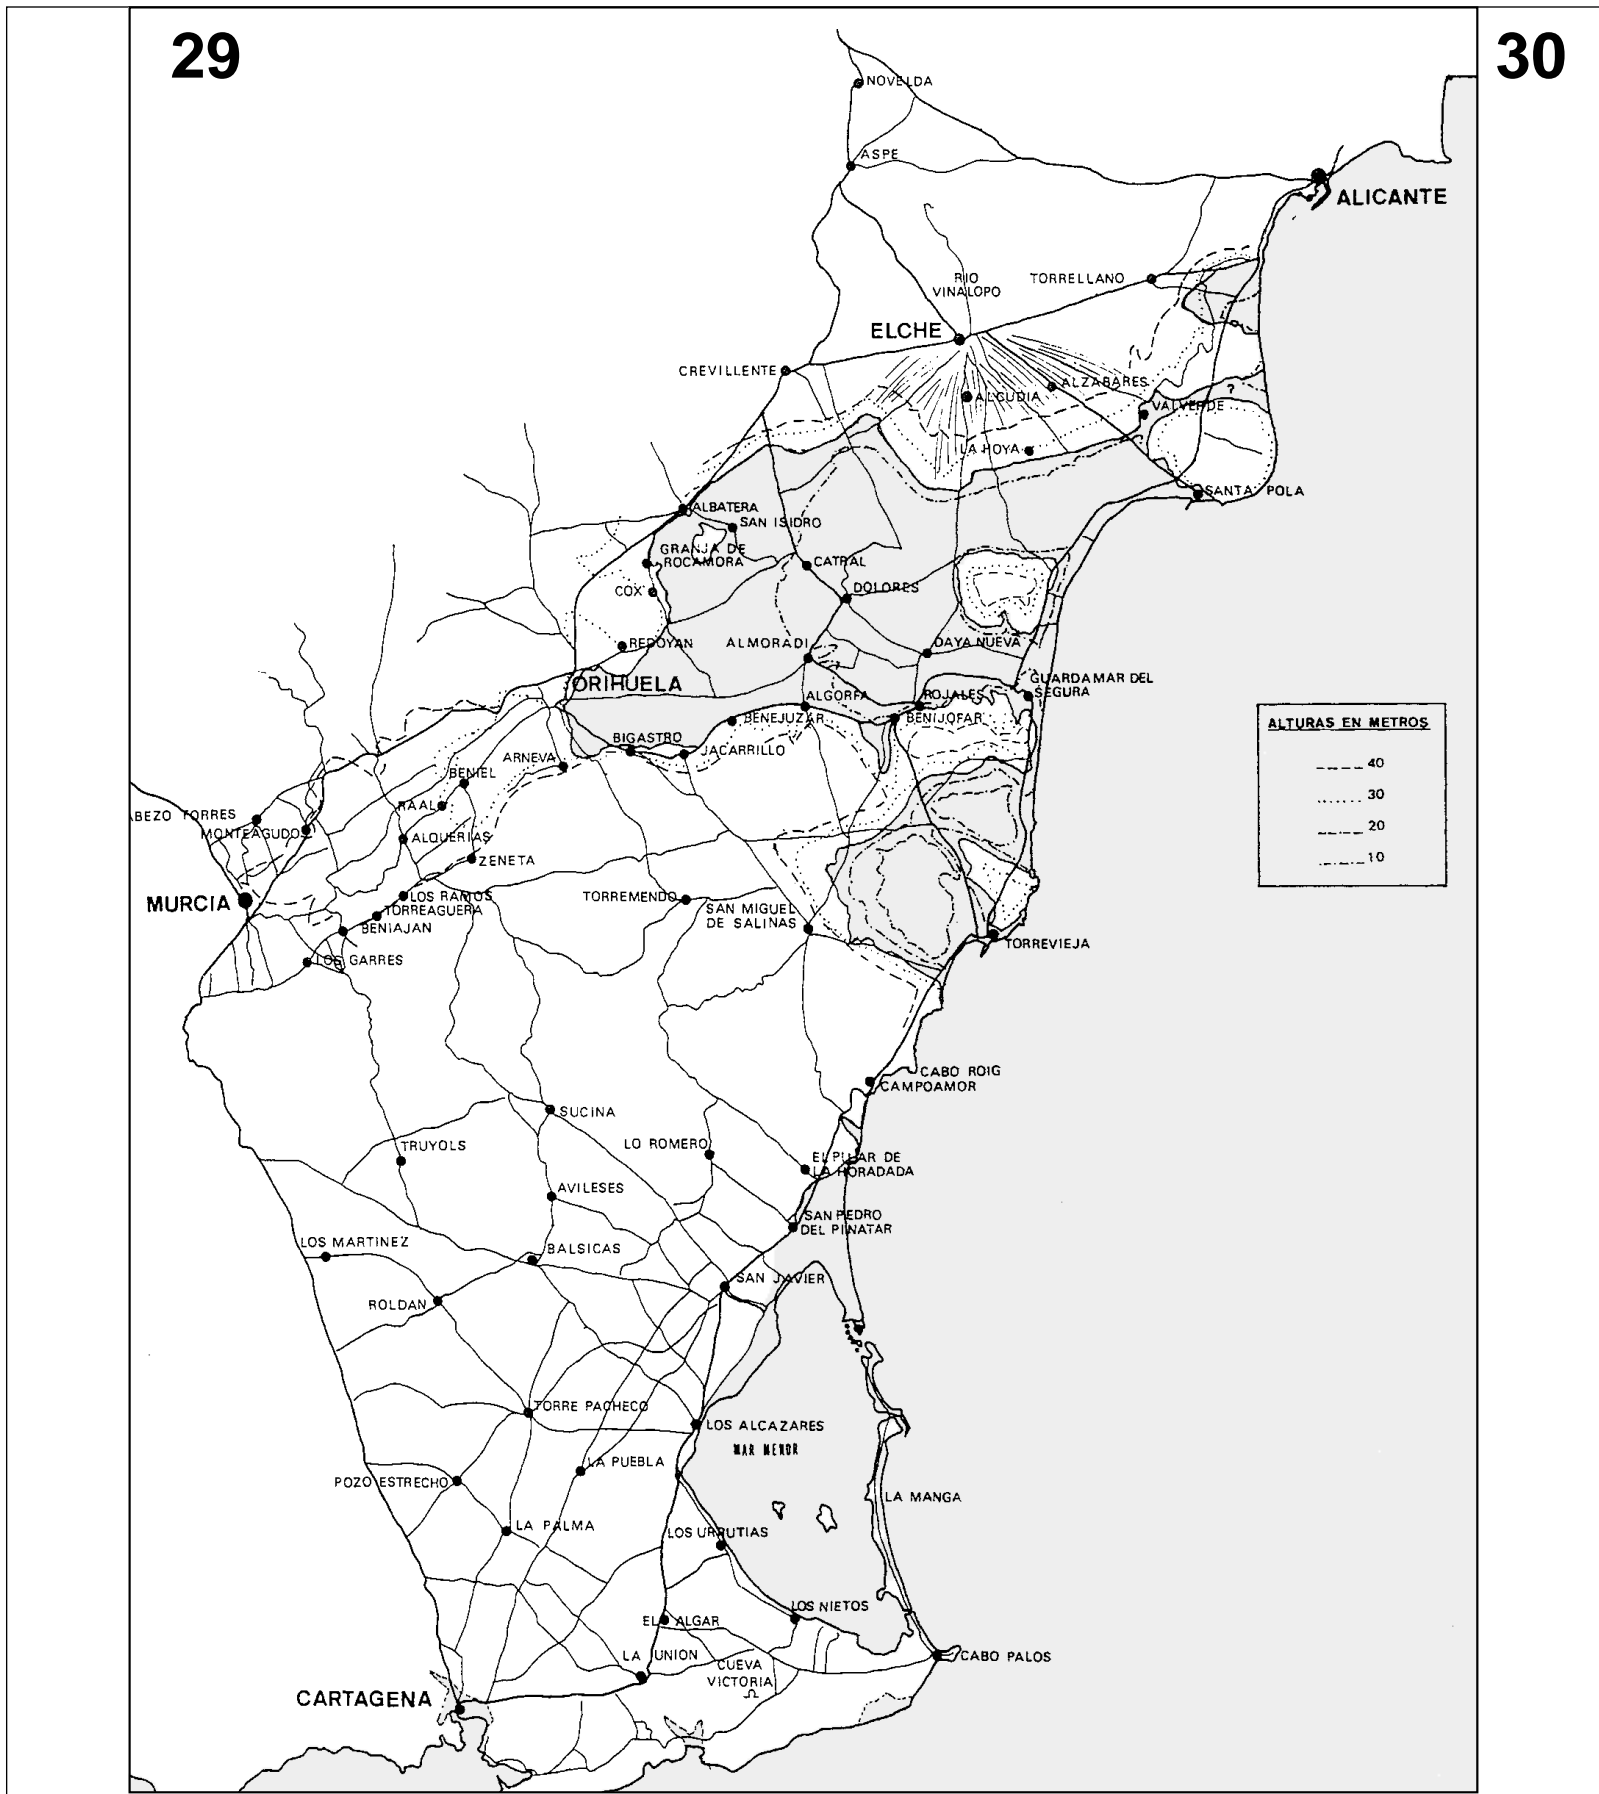 29
30
NOVELDA
ASPE
ALICANTE
RIO
VINALOPO
TORRELLANO
ELCHE
CREVILLENTE
ALZABARES
ALCUDIA
VALVERDE
?
LA HOYA
SANTA POLA
ALBATERA
SAN ISIDRO
GRANJA DE
ROCAMORA
CATRAL
COX
DOLORES
REDOYAN
ALMORADI
DAYA NUEVA
ORIHUELA
GUARDAMAR DEL
SEGURA
ALGORFA
ROJALES
BENEJUZAR
BENIJOFAR
ALTURAS EN METROS
40
30
20
10
BIGASTRO
JACARRILLO
ARNEVA
BENIEL
RAAL
BEZO TORRES
MONTEAGUDO
ALQUERIAS
ZENETA
MURCIA
LOS RAMOS
TORREAGUERA
BENIAJAN
TORREMENDO
SAN MIGUEL
DE SALINAS
TORREVIEJA
LOS GARRES
CABO ROIG
CAMPOAMOR
SUCINA
TRUYOLS
LO ROMERO
EL PILAR DE
LA HORADADA
AVILESES
SAN PEDRO
DEL PINATAR
LOS MARTINEZ
BALSICAS
SAN JAVIER
ROLDAN
TORRE PACHECO
LOS ALCAZARES
MAR MENOR
LA PUEBLA
POZO ESTRECHO
LA MANGA
LA PALMA
LOS URRUTIAS
LOS NIETOS
EL ALGAR
LA UNION
CUEVA
VICTORIA
CABO PALOS
CARTAGENA